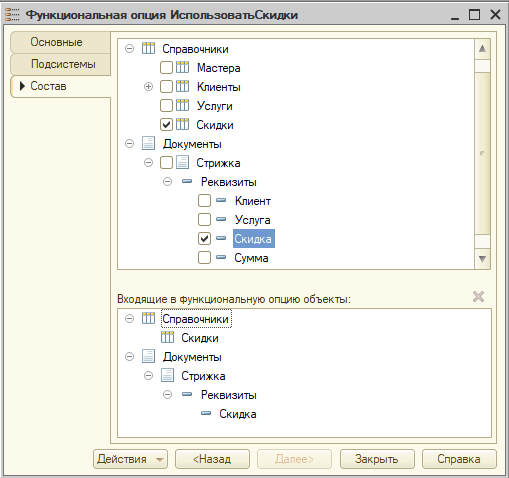 Функциональная опция ИспользоватьСкидки
Основные
Подсистемы
Состав
Справочники
Мастера
Клиенты
Услуги
Скидки
Документы
Стрижка
Реквизиты
Клиент
Услуга
Скидка
Сумма
Входящие в функциональную опцию объекты:
Справочники
Скидки
Документы
Стрижка
Реквизиты
Скидка
Действия
<Назад
Далее>
Закрыть
Справка